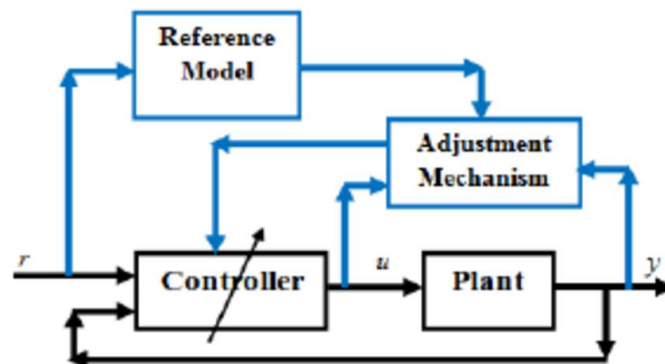 Reference
Model
Adjustment
Mechanism
r
Controller
u
Plant
y